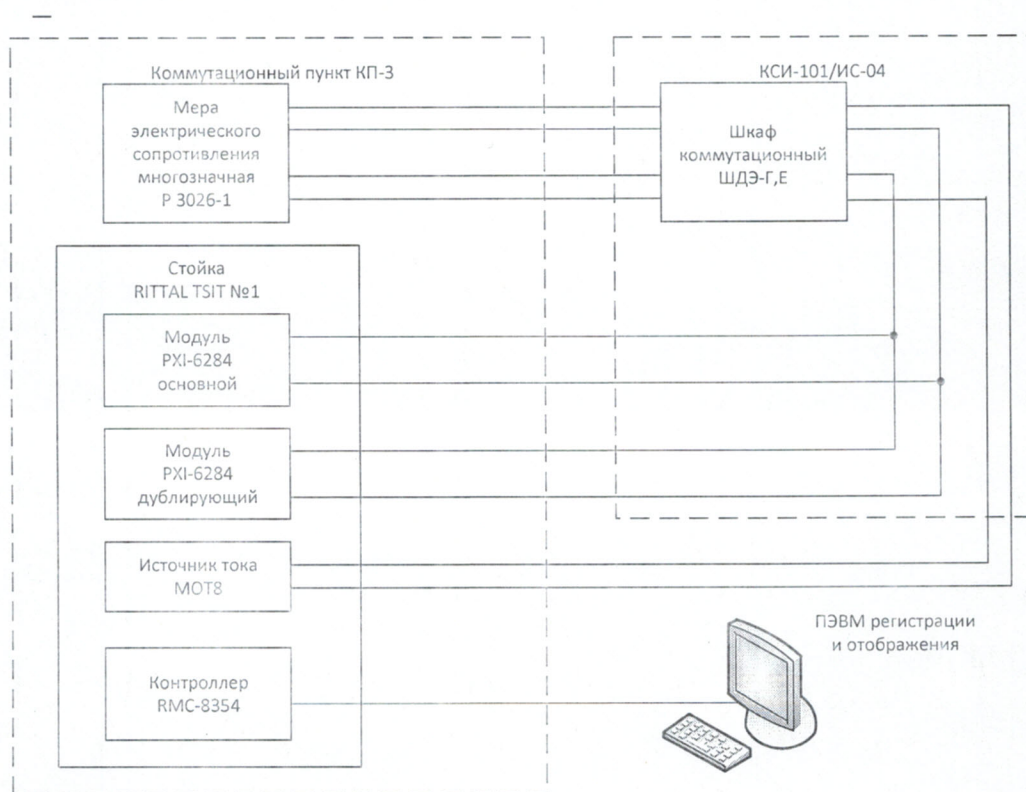 Коммутационный пункт КП-3
КСИ-101/ИС-04
Мера
электрического
сопротивления
многозначная
Р 3026-1
Шкаф
коммутационный
ШДЭ-Г,Е
Стойка
RITTAL TSIT №1
Модуль
PXI-6284
основной
Модуль
PXI-6284
дублирующий
Источник тока
МОТ8
Контроллер
RMC-8354
ПЭВМ регистрации
и отображения